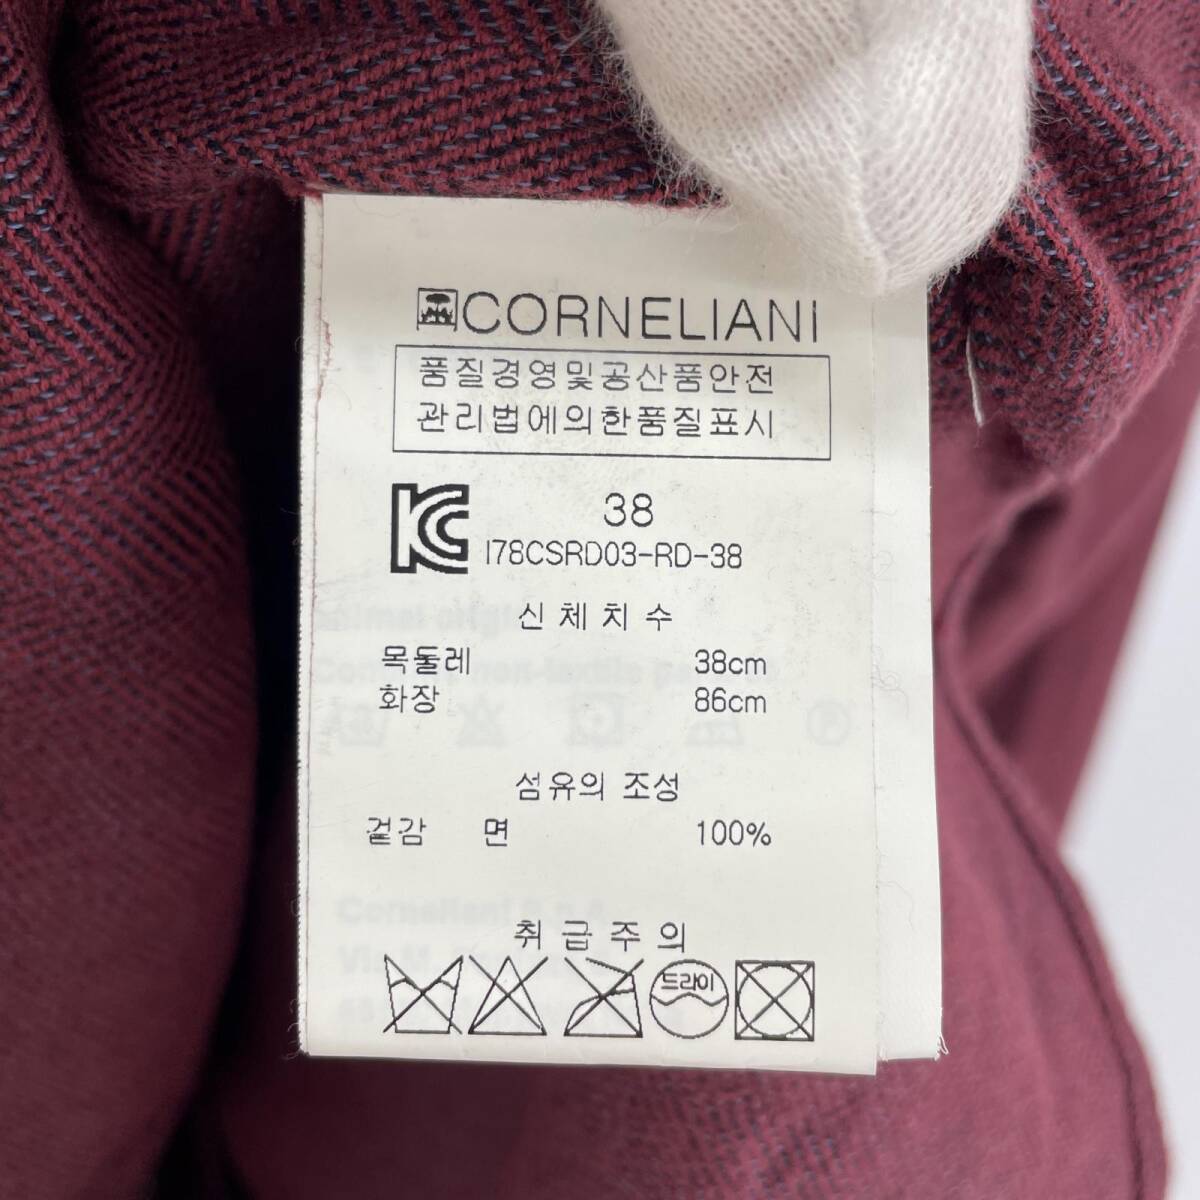 CORNELIANI
품질경영및공산품안전
관리법에의한품질표시
38
I78CSRD03-RD-38
신체치수
목둘레 38cm
화장 86cm
섬유의 조성
겉감 면 100%
취급주의
드라이